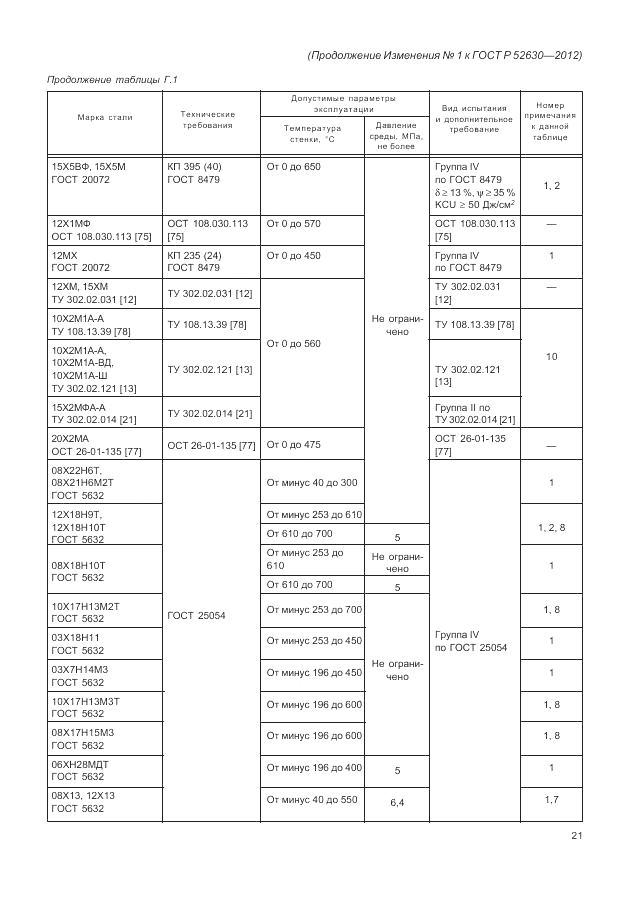 (Продолжение Изменения № 1 к ГОСТ Р 52630—2012)
Продолжение таблицы Г.1
Марка стали
Технические
требования
Допустимые параметры
эксплуатации
Температура
стенки, °С
Давление
среды, МПа,
не более
Вид испытания
и дополнительное
требование
Номер
примечания
к данной
таблице
15Х5ВФ, 15Х5М
ГОСТ 20072
КП 395 (40)
ГОСТ 8479
От 0 до 650
Не ограни-
чено
Группа IV
по ГОСТ 8479
δ ≥ 13 %, ψ ≥ 35 %
KCU ≥ 50 Дж/см²
1, 2
12Х1МФ
ОСТ 108.030.113 [75]
ОСТ 108.030.113
[75]
От 0 до 570
ОСТ 108.030.113
[75]
—
12МХ
ГОСТ 20072
КП 235 (24)
ГОСТ 8479
От 0 до 450
Группа IV
по ГОСТ 8479
1
12ХМ, 15ХМ
ТУ 302.02.031 [12]
ТУ 302.02.031 [12]
От 0 до 560
ТУ 302.02.031
[12]
—
10Х2М1А-А
ТУ 108.13.39 [78]
ТУ 108.13.39 [78]
ТУ 108.13.39 [78]
10
10Х2М1А-А,
10Х2М1А-ВД,
10Х2М1А-Ш
ТУ 302.02.121 [13]
ТУ 302.02.121 [13]
ТУ 302.02.121
[13]
15Х2МФА-А
ТУ 302.02.014 [21]
ТУ 302.02.014 [21]
Группа II по
ТУ 302.02.014 [21]
20Х2МА
ОСТ 26-01-135 [77]
ОСТ 26-01-135 [77]
От 0 до 475
ОСТ 26-01-135
[77]
—
08Х22Н6Т,
08Х21Н6М2Т
ГОСТ 5632
ГОСТ 25054
От минус 40 до 300
Группа IV
по ГОСТ 25054
1
12Х18Н9Т,
12Х18Н10Т
ГОСТ 5632
От минус 253 до 610
От 610 до 700
5
1, 2, 8
08Х18Н10Т
ГОСТ 5632
От минус 253 до
610
Не ограни-
чено
От 610 до 700
5
1
10Х17Н13М2Т
ГОСТ 5632
От минус 253 до 700
Не ограни-
чено
1, 8
03Х18Н11
ГОСТ 5632
От минус 253 до 450
1
03Х7Н14М3
ГОСТ 5632
От минус 196 до 450
1
10Х17Н13М3Т
ГОСТ 5632
От минус 196 до 600
1, 8
08Х17Н15М3
ГОСТ 5632
От минус 196 до 600
1, 8
06ХН28МДТ
ГОСТ 5632
От минус 196 до 400
5
1
08Х13, 12Х13
ГОСТ 5632
От минус 40 до 550
6,4
1,7
21